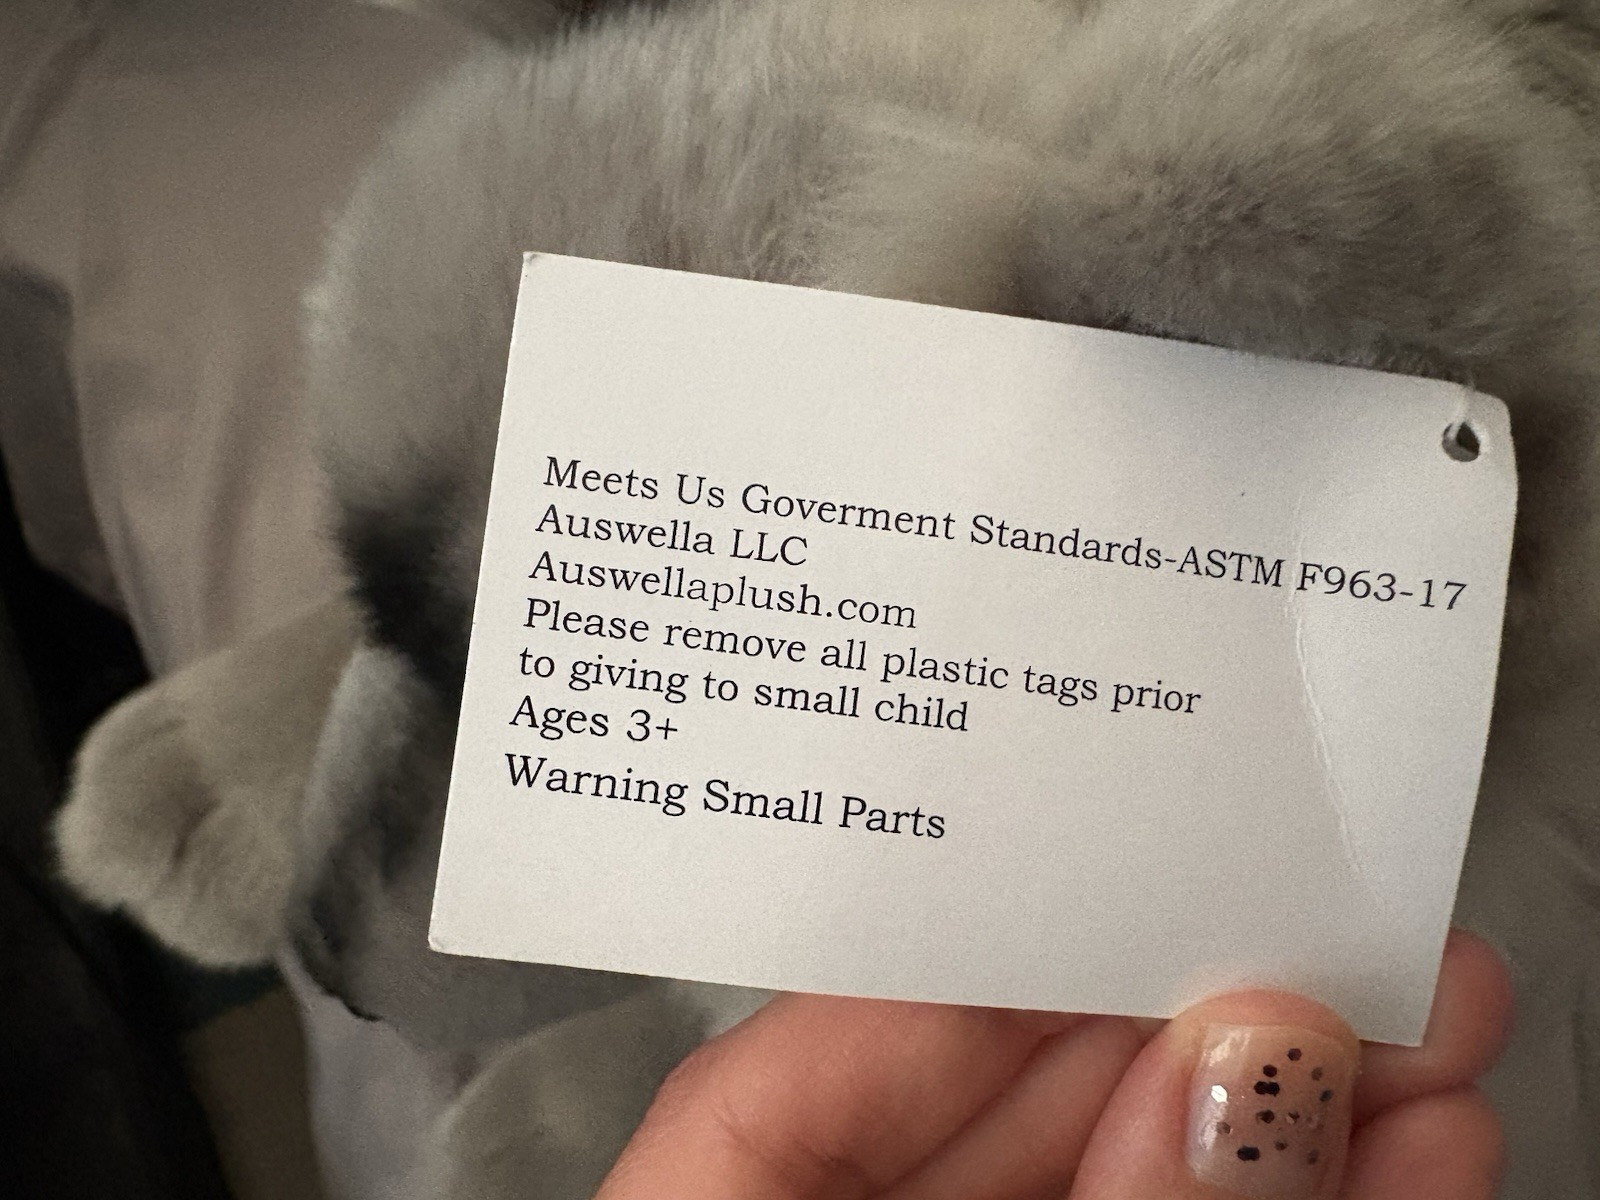 Meets Us Goverment Standards-ASTM F963-17
Auswella LLC
Auswellaplush.com
Please remove all plastic tags prior
to giving to small child
Ages 3+
Warning Small Parts